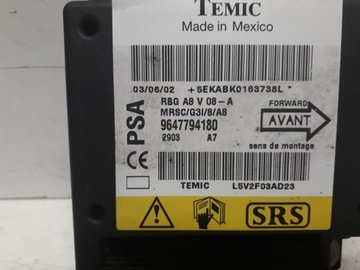 TEMIC
Made in Mexico
03/06/02 +5EKABK0163738L*
PSA
RBG A8 V 08-A
MRSC/G3I/8/A8
9647794180
2903 A7
FORWARD
AVANT
sens de montage
CE
TEMIC L5V2F03AD23
SRS